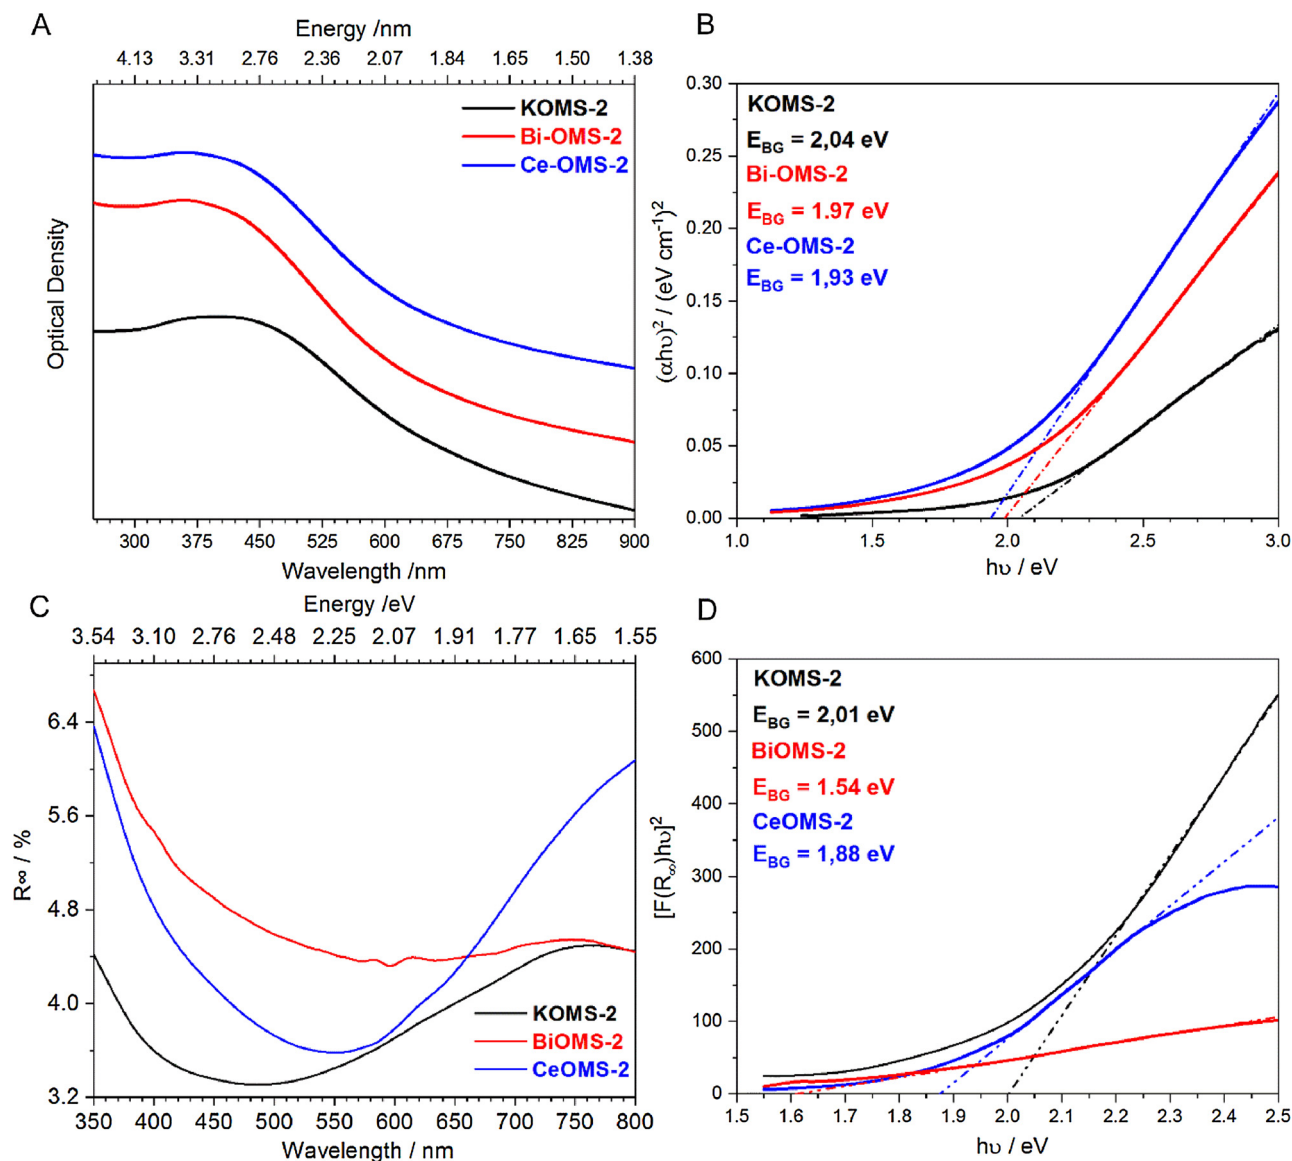 A
Energy /nm
4.13 3.31 2.76 2.36 2.07 1.84 1.65 1.50 1.38
KOMS-2
Bi-OMS-2
Ce-OMS-2
Optical Density
300 375 450 525 600 675 750 825 900
Wavelength /nm
B
0.30
0.25
0.20
0.15
0.10
0.05
0.00
(αhυ)² / (eV cm⁻¹)²
KOMS-2
E_BG = 2,04 eV
Bi-OMS-2
E_BG = 1.97 eV
Ce-OMS-2
E_BG = 1,93 eV
1.0 1.5 2.0 2.5 3.0
hυ / eV
C
Energy /eV
3.54 3.10 2.76 2.48 2.25 2.07 1.91 1.77 1.65 1.55
6.4
5.6
4.8
4.0
3.2
R∞ / %
KOMS-2
BiOMS-2
CeOMS-2
350 400 450 500 550 600 650 700 750 800
Wavelength / nm
D
600
500
400
300
200
100
0
[F(R∞)hυ]²
KOMS-2
E_BG = 2,01 eV
BiOMS-2
E_BG = 1.54 eV
CeOMS-2
E_BG = 1,88 eV
1.5 1.6 1.7 1.8 1.9 2.0 2.1 2.2 2.3 2.4 2.5
hυ / eV